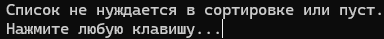 Список не нуждается в сортировке или пуст.
Нажмите любую клавишу...